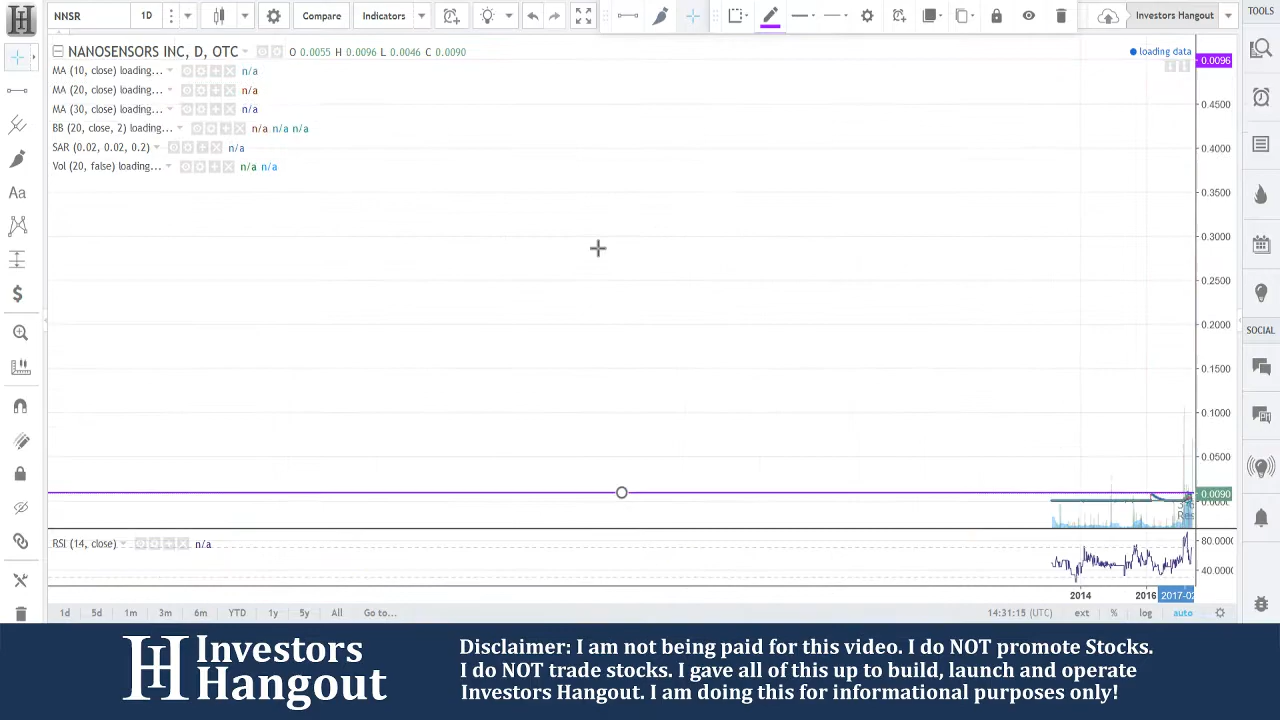 NNSR 1D Compare Indicators Investors Hangout TOOLS
NANOSENSORS INC, D, OTC O 0.0055 H 0.0096 L 0.0046 C 0.0090 loading data
0.0096
MA (10, close) loading... n/a
MA (20, close) loading... n/a
MA (30, close) loading... n/a
BB (20, close, 2) loading... n/a n/a n/a
SAR (0.02, 0.02, 0.2) n/a
Vol (20, false) loading... n/a n/a
0.4500
0.4000
0.3500
0.3000
0.2500
0.2000
0.1500
0.1000
0.0500
0.0090
SOCIAL
Aa
RSI (14, close) n/a
80.0000
40.0000
2014 2016 2017-02
1d 5d 1m 3m 6m YTD 1y 5y All Go to... 14:31:15 (UTC) ext % log auto
Investors
Hangout
Disclaimer: I am not being paid for this video. I do NOT promote Stocks.
I do NOT trade stocks. I gave all of this up to build, launch and operate
Investors Hangout. I am doing this for informational purposes only!